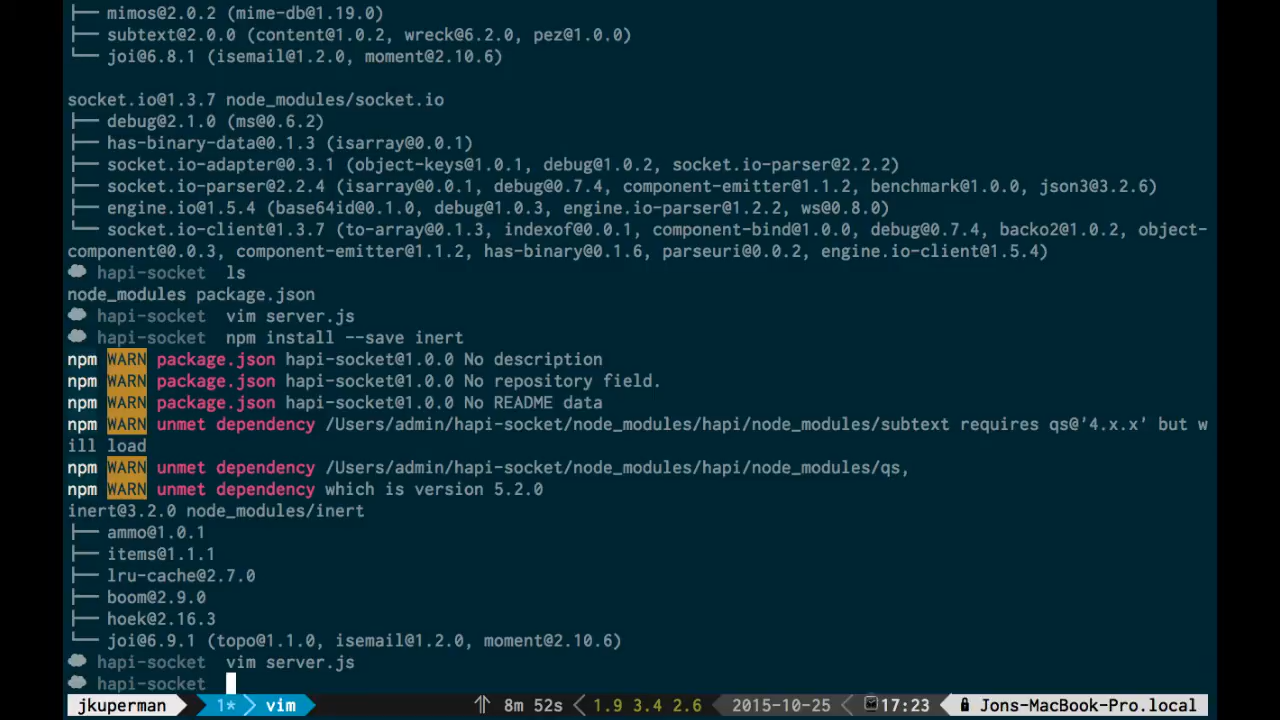 ├── mimos@2.0.2 (mime-db@1.19.0)
├── subtext@2.0.0 (content@1.0.2, wreck@6.2.0, pez@1.0.0)
└── joi@6.8.1 (isemail@1.2.0, moment@2.10.6)
socket.io@1.3.7 node_modules/socket.io
├── debug@2.1.0 (ms@0.6.2)
├── has-binary-data@0.1.3 (isarray@0.0.1)
├── socket.io-adapter@0.3.1 (object-keys@1.0.1, debug@1.0.2, socket.io-parser@2.2.2)
├── socket.io-parser@2.2.4 (isarray@0.0.1, debug@0.7.4, component-emitter@1.1.2, benchmark@1.0.0, json3@3.2.6)
├── engine.io@1.5.4 (base64id@0.1.0, debug@1.0.3, engine.io-parser@1.2.2, ws@0.8.0)
└── socket.io-client@1.3.7 (to-array@0.1.3, indexof@0.0.1, component-bind@1.0.0, debug@0.7.4, backo2@1.0.2, object-
component@0.0.3, component-emitter@1.1.2, has-binary@0.1.6, parseuri@0.0.2, engine.io-client@1.5.4)
hapi-socket ls
node_modules package.json
hapi-socket vim server.js
hapi-socket npm install --save inert
npm WARN package.json hapi-socket@1.0.0 No description
npm WARN package.json hapi-socket@1.0.0 No repository field.
npm WARN package.json hapi-socket@1.0.0 No README data
npm WARN unmet dependency /Users/admin/hapi-socket/node_modules/hapi/node_modules/subtext requires qs@'4.x.x' but w
ill load
npm WARN unmet dependency /Users/admin/hapi-socket/node_modules/hapi/node_modules/qs,
npm WARN unmet dependency which is version 5.2.0
inert@3.2.0 node_modules/inert
├── ammo@1.0.1
├── items@1.1.1
├── lru-cache@2.7.0
├── boom@2.9.0
├── hoek@2.16.3
└── joi@6.9.1 (topo@1.1.0, isemail@1.2.0, moment@2.10.6)
hapi-socket vim server.js
hapi-socket
jkuperman 1* vim 8m 52s 1.9 3.4 2.6 2015-10-25 17:23 Jons-MacBook-Pro.local